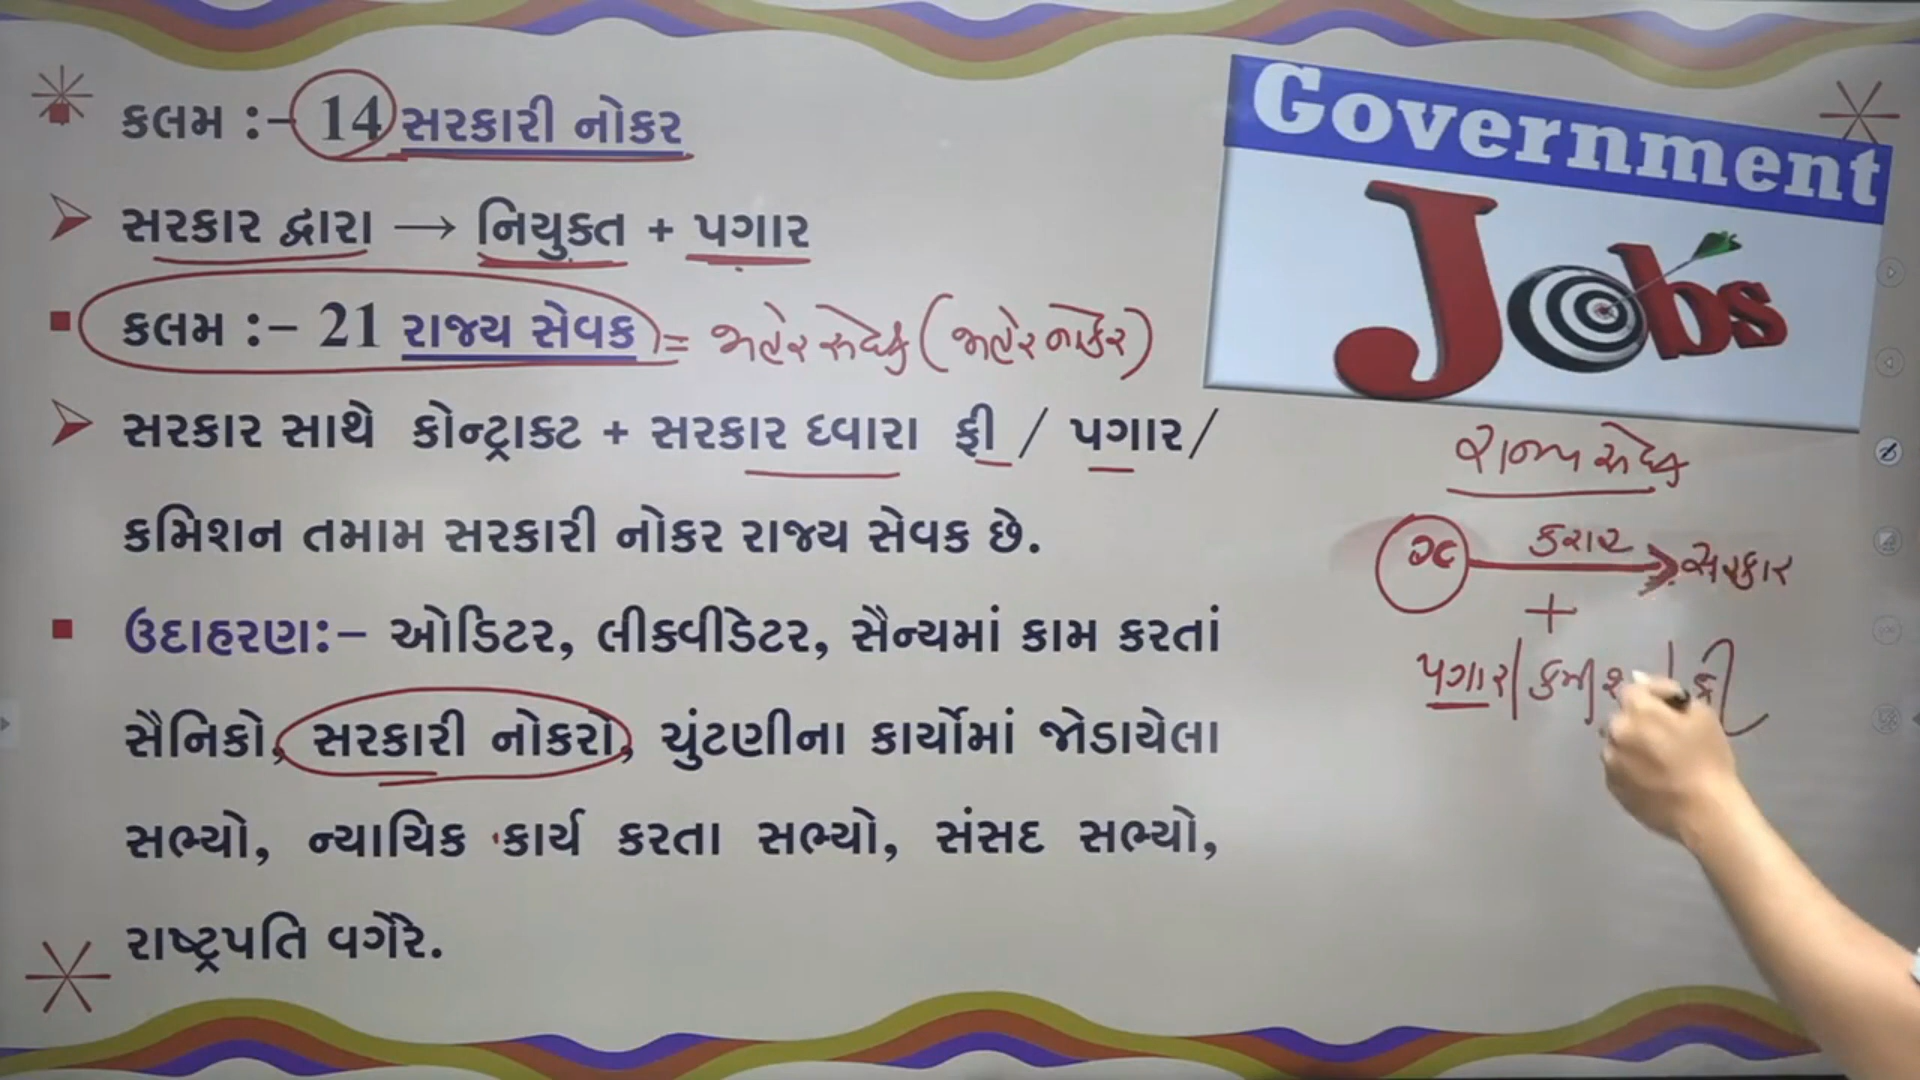 કલમ :– 14 સરકારી નોકર
સરકાર દ્વારા → નિયુક્ત + પગાર
કલમ :– 21 રાજ્ય સેવક = જાહેર સેવક (જાહેર નોકર)
સરકાર સાથે કોન્ટ્રાક્ટ + સરકાર ધ્વારા ફી / પગાર/
કમિશન તમામ સરકારી નોકર રાજ્ય સેવક છે.
ઉદાહરણ:– ઓડિટર, લીક્વીડેટર, સૈન્યમાં કામ કરતાં
સૈનિકો, સરકારી નોકરો, ચુંટણીના કાર્યોમાં જોડાયેલા
સભ્યો, ન્યાયિક કાર્ય કરતા સભ્યો, સંસદ સભ્યો,
રાષ્ટ્રપતિ વગેરે.
Government
Jobs
રાજ્ય સેવક
કરાર
સરકાર
+
પગાર| |ફી